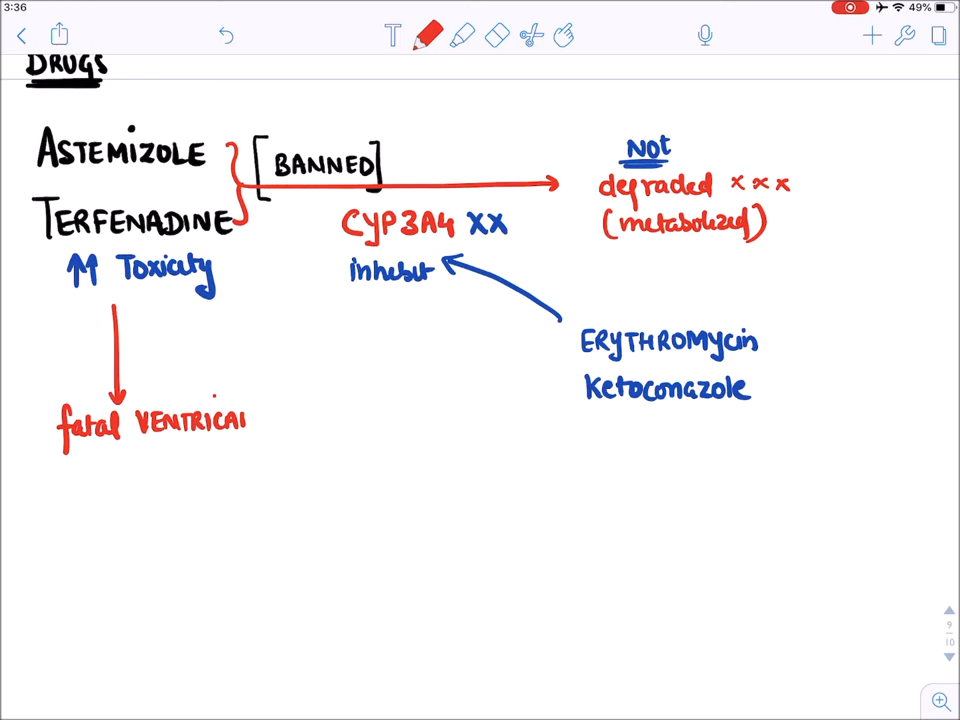 3:36
49%
T
DRUGS
ASTEMIZOLE
[BANNED]
NOT
degraded x x x
TERFENADINE
CYP3A4 XX
(metabolized)
↑↑ Toxicity
inhibit
ERYTHROMYcin
ketoconazole
fatal VENTRICAl
9
10